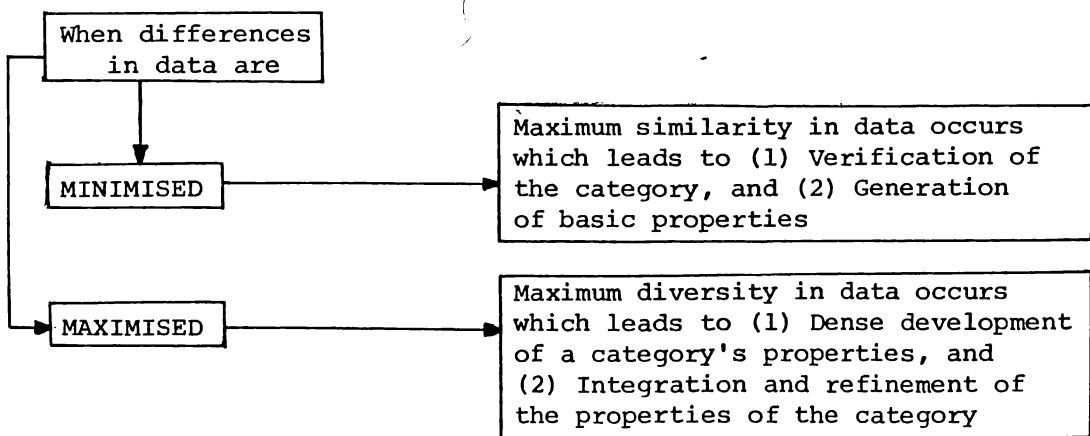 When differences
in data are
MINIMISED
Maximum similarity in data occurs
which leads to (1) Verification of
the category, and (2) Generation
of basic properties
MAXIMISED
Maximum diversity in data occurs
which leads to (1) Dense development
of a category's properties, and
(2) Integration and refinement of
the properties of the category